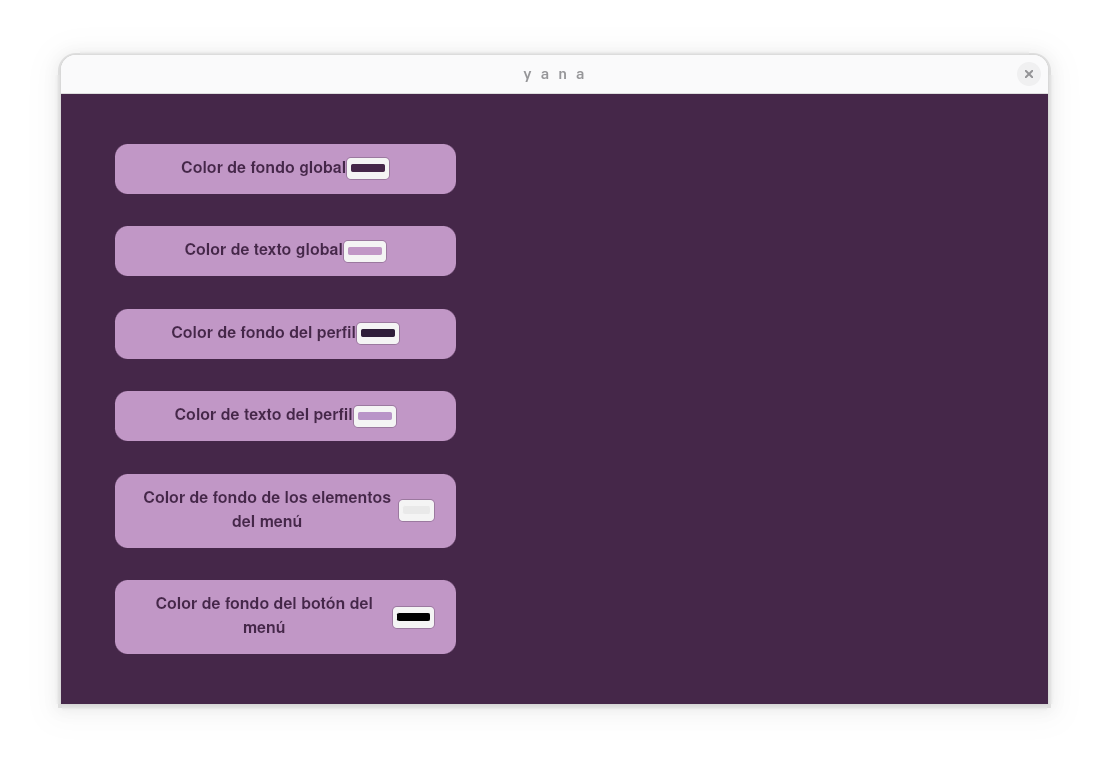 y a n a
Color de fondo global
Color de texto global
Color de fondo del perfil
Color de texto del perfil
Color de fondo de los elementos
del menú
Color de fondo del botón del
menú